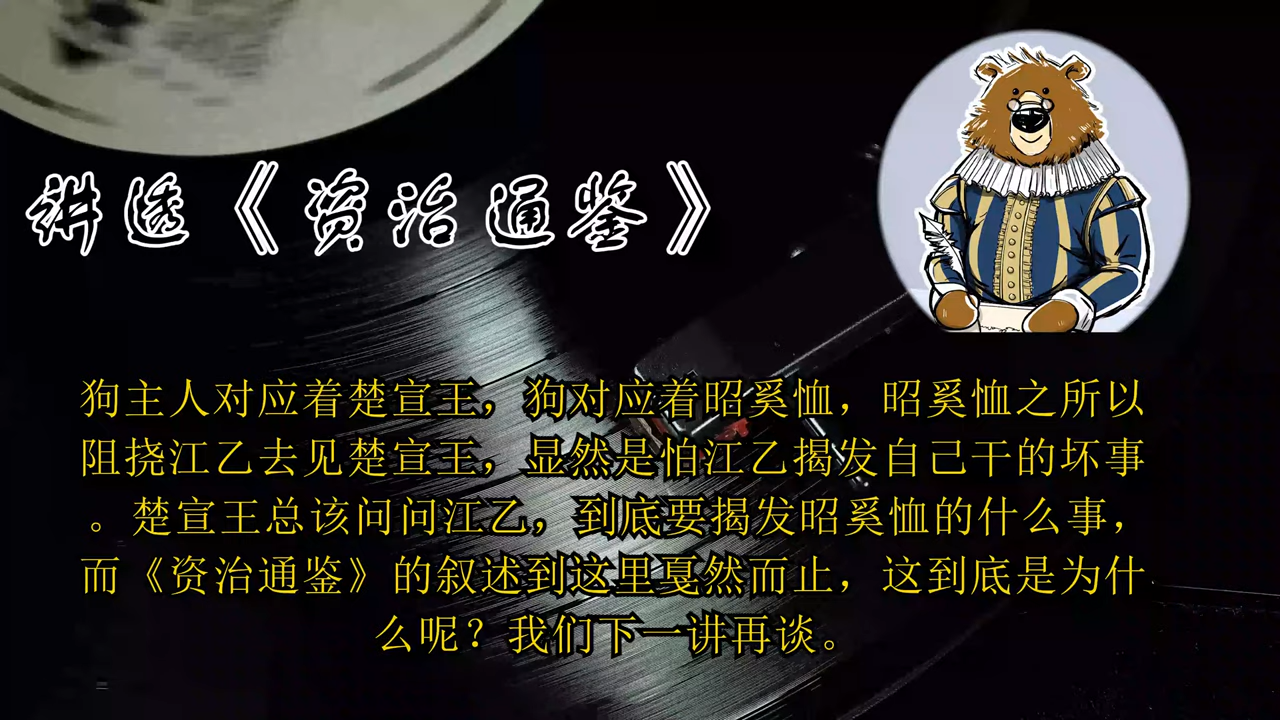 讲透《资治通鉴》
狗主人对应着楚宣王，狗对应着昭奚恤，昭奚恤之所以
阻挠江乙去见楚宣王，显然是怕江乙揭发自己干的坏事
。楚宣王总该问问江乙，到底要揭发昭奚恤的什么事，
而《资治通鉴》的叙述到这里戛然而止，这到底是为什
么呢？我们下一讲再谈。